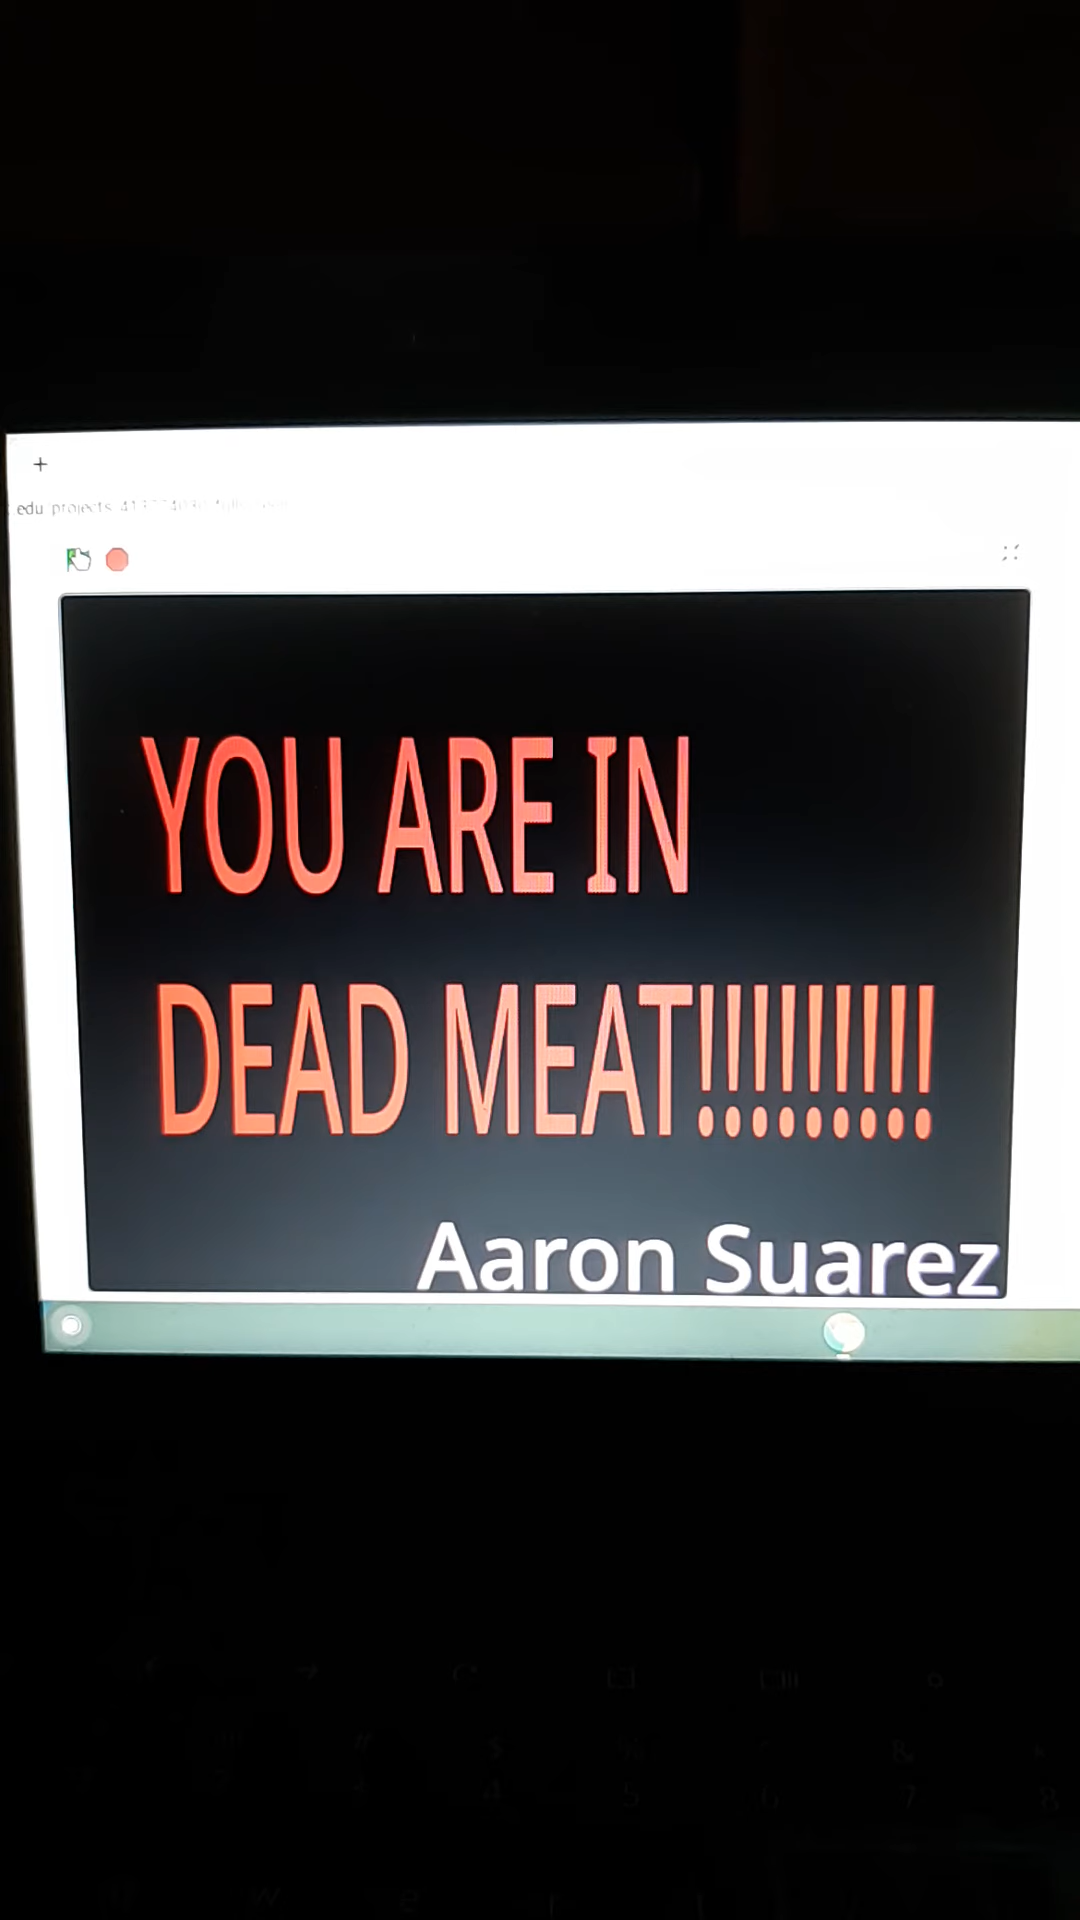 +
edu projects
YOU ARE IN
DEAD MEAT!!!!!!!!!
Aaron Suarez